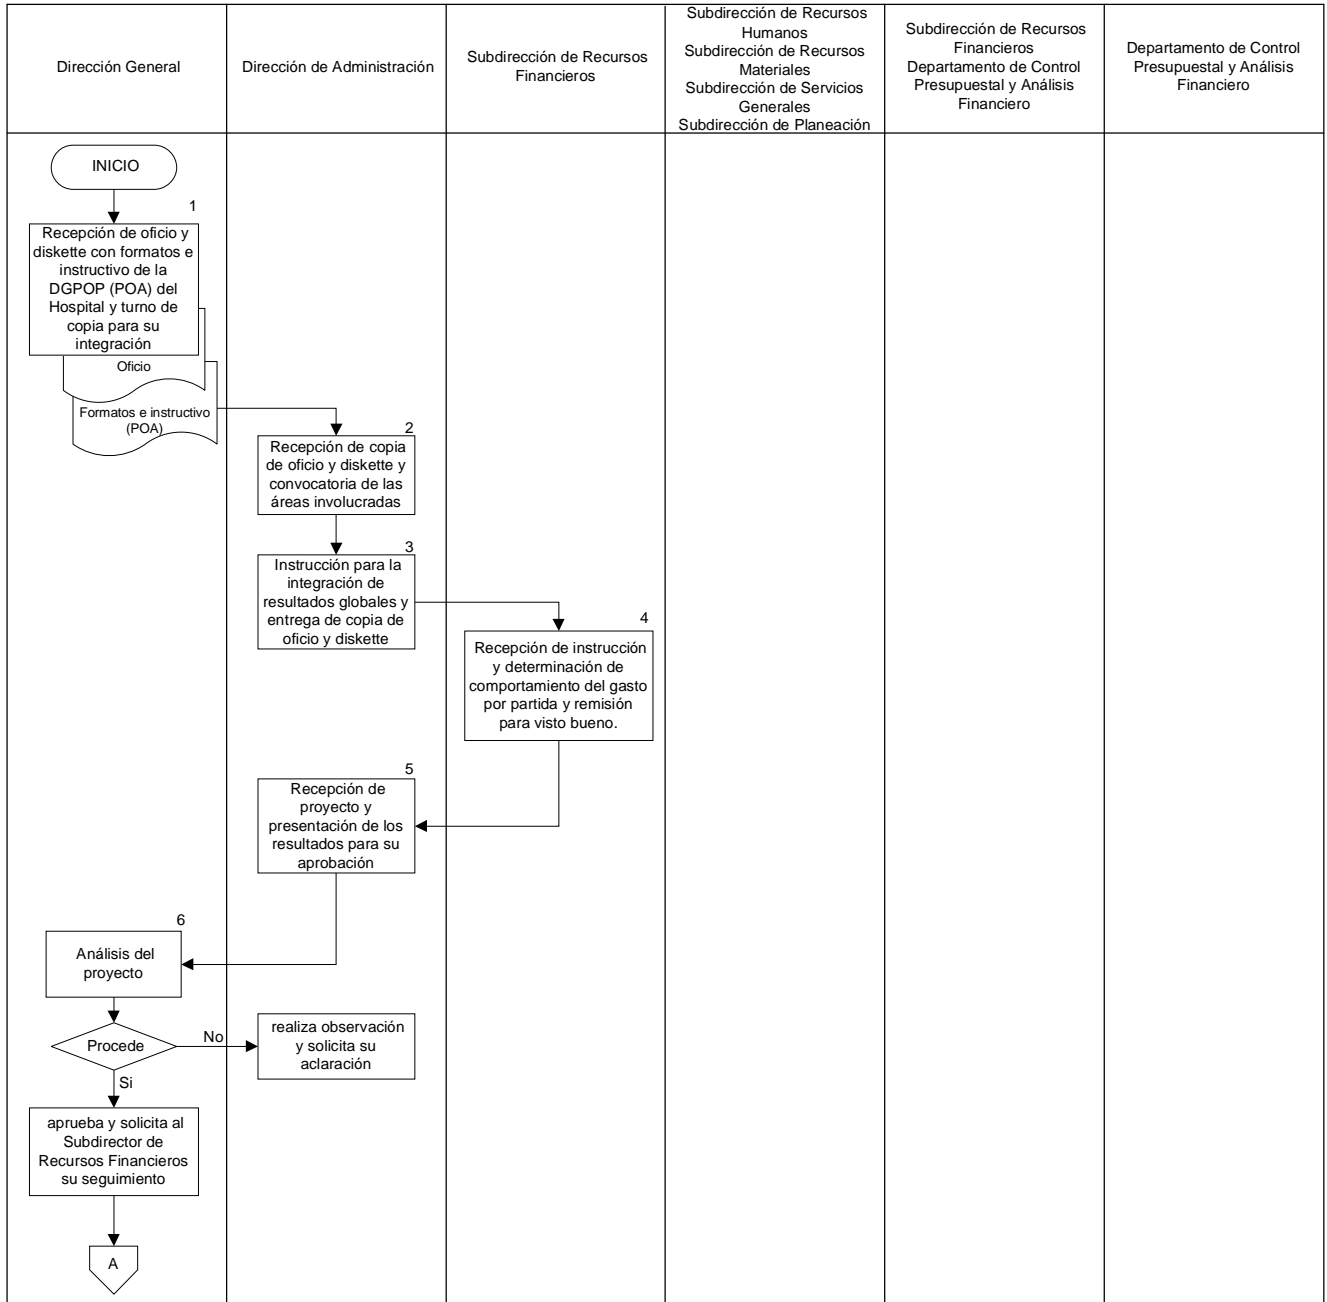 Dirección General
Dirección de Administración
Subdirección de Recursos
Financieros
Subdirección de Recursos
Humanos
Subdirección de Recursos
Materiales
Subdirección de Servicios
Generales
Subdirección de Planeación
Subdirección de Recursos
Financieros
Departamento de Control
Presupuestal y Análisis
Financiero
Departamento de Control
Presupuestal y Análisis
Financiero
INICIO
1
Recepción de oficio y
diskette con formatos e
instructivo de la
DGPOP (POA) del
Hospital y turno de
copia para su
integración
Oficio
Formatos e instructivo
(POA)
2
Recepción de copia
de oficio y diskette y
convocatoria de las
áreas involucradas
3
Instrucción para la
integración de
resultados globales y
entrega de copia de
oficio y diskette
4
Recepción de instrucción
y determinación de
comportamiento del gasto
por partida y remisión
para visto bueno.
5
Recepción de
proyecto y
presentación de los
resultados para su
aprobación
6
Análisis del
proyecto
Procede
No
realiza observación
y solicita su
aclaración
Si
aprueba y solicita al
Subdirector de
Recursos Financieros
su seguimiento
A